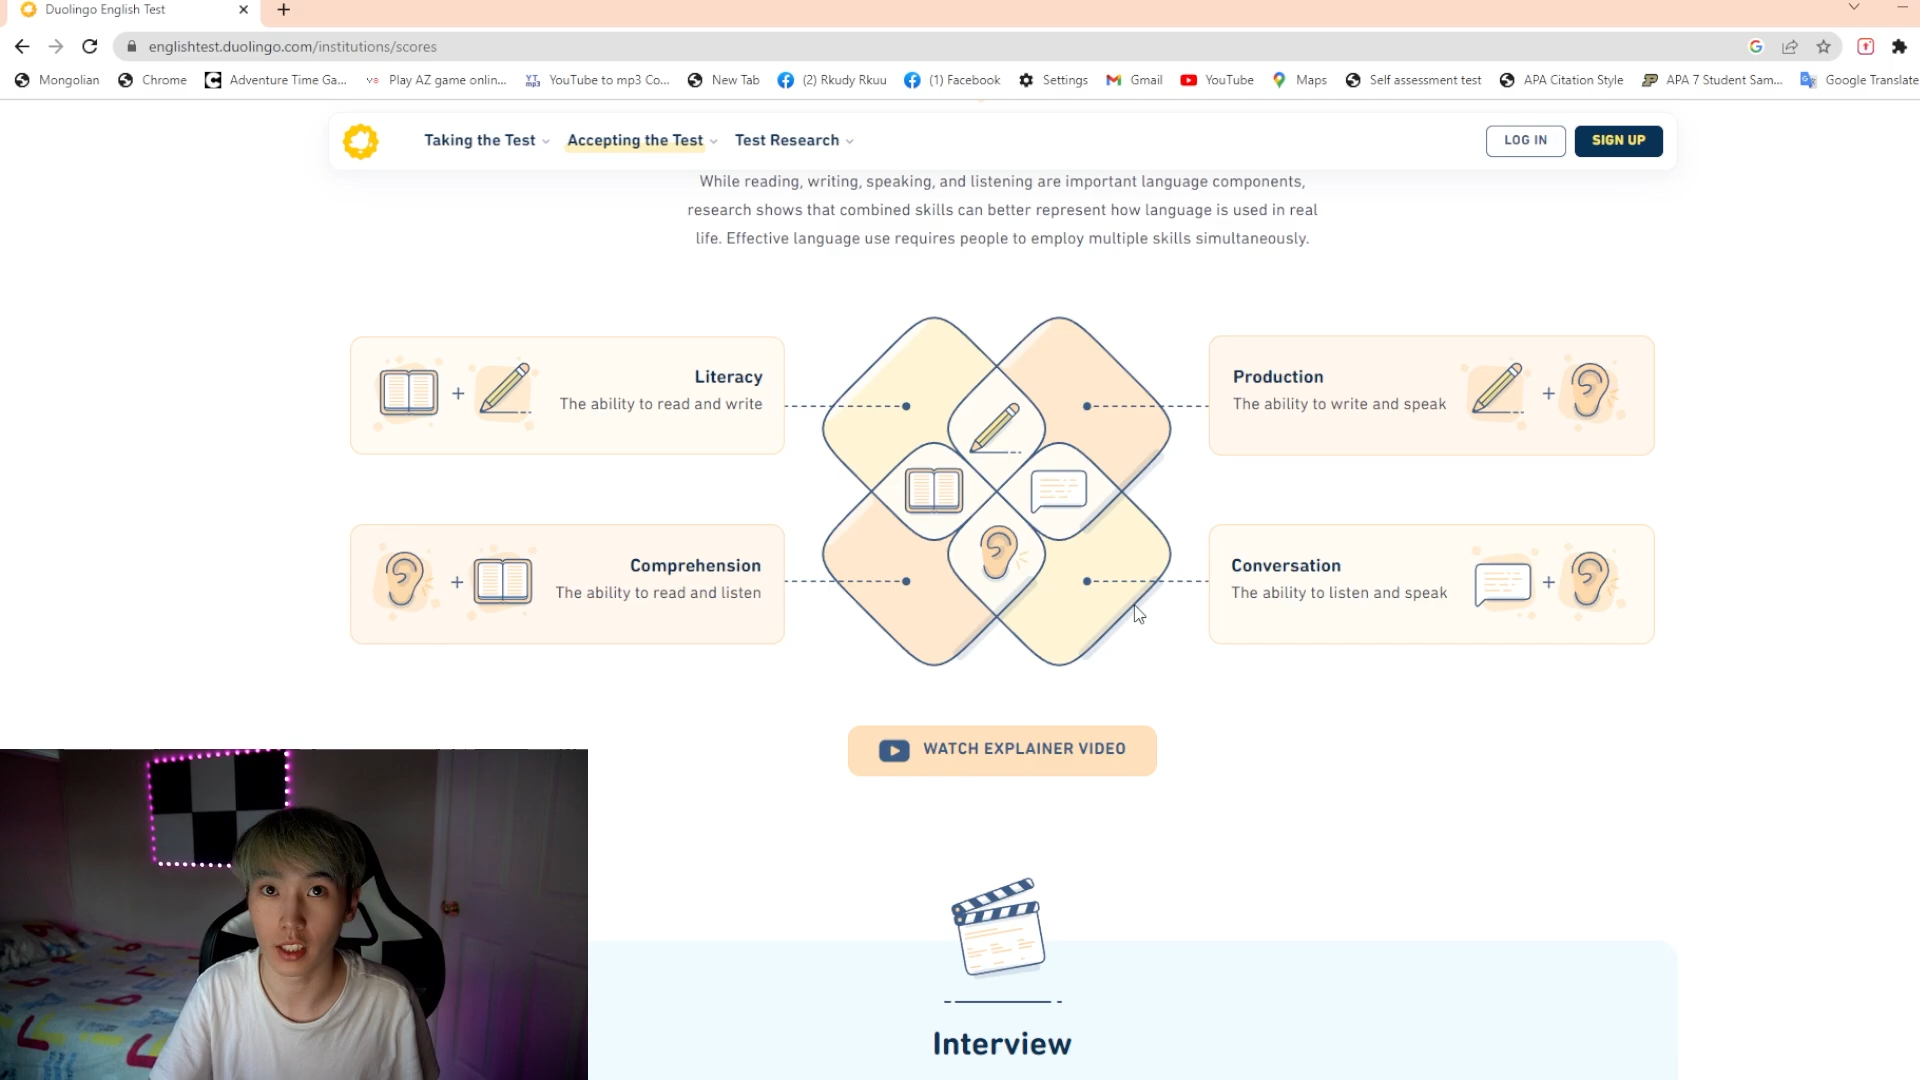 Duolingo English Test
englishtest.duolingo.com/institutions/scores
Mongolian
Chrome
Adventure Time Ga...
Play AZ game onlin...
YT mp3
YouTube to mp3 Co...
New Tab
(2) Rkudy Rkuu
(1) Facebook
Settings
Gmail
YouTube
Maps
Self assessment test
APA Citation Style
APA 7 Student Sam...
Google Translate
Taking the Test
Accepting the Test
Test Research
LOG IN
SIGN UP
While reading, writing, speaking, and listening are important language components,
research shows that combined skills can better represent how language is used in real
life. Effective language use requires people to employ multiple skills simultaneously.
+
Literacy
The ability to read and write
Production
The ability to write and speak
+
+
Comprehension
The ability to read and listen
Conversation
The ability to listen and speak
+
WATCH EXPLAINER VIDEO
Interview